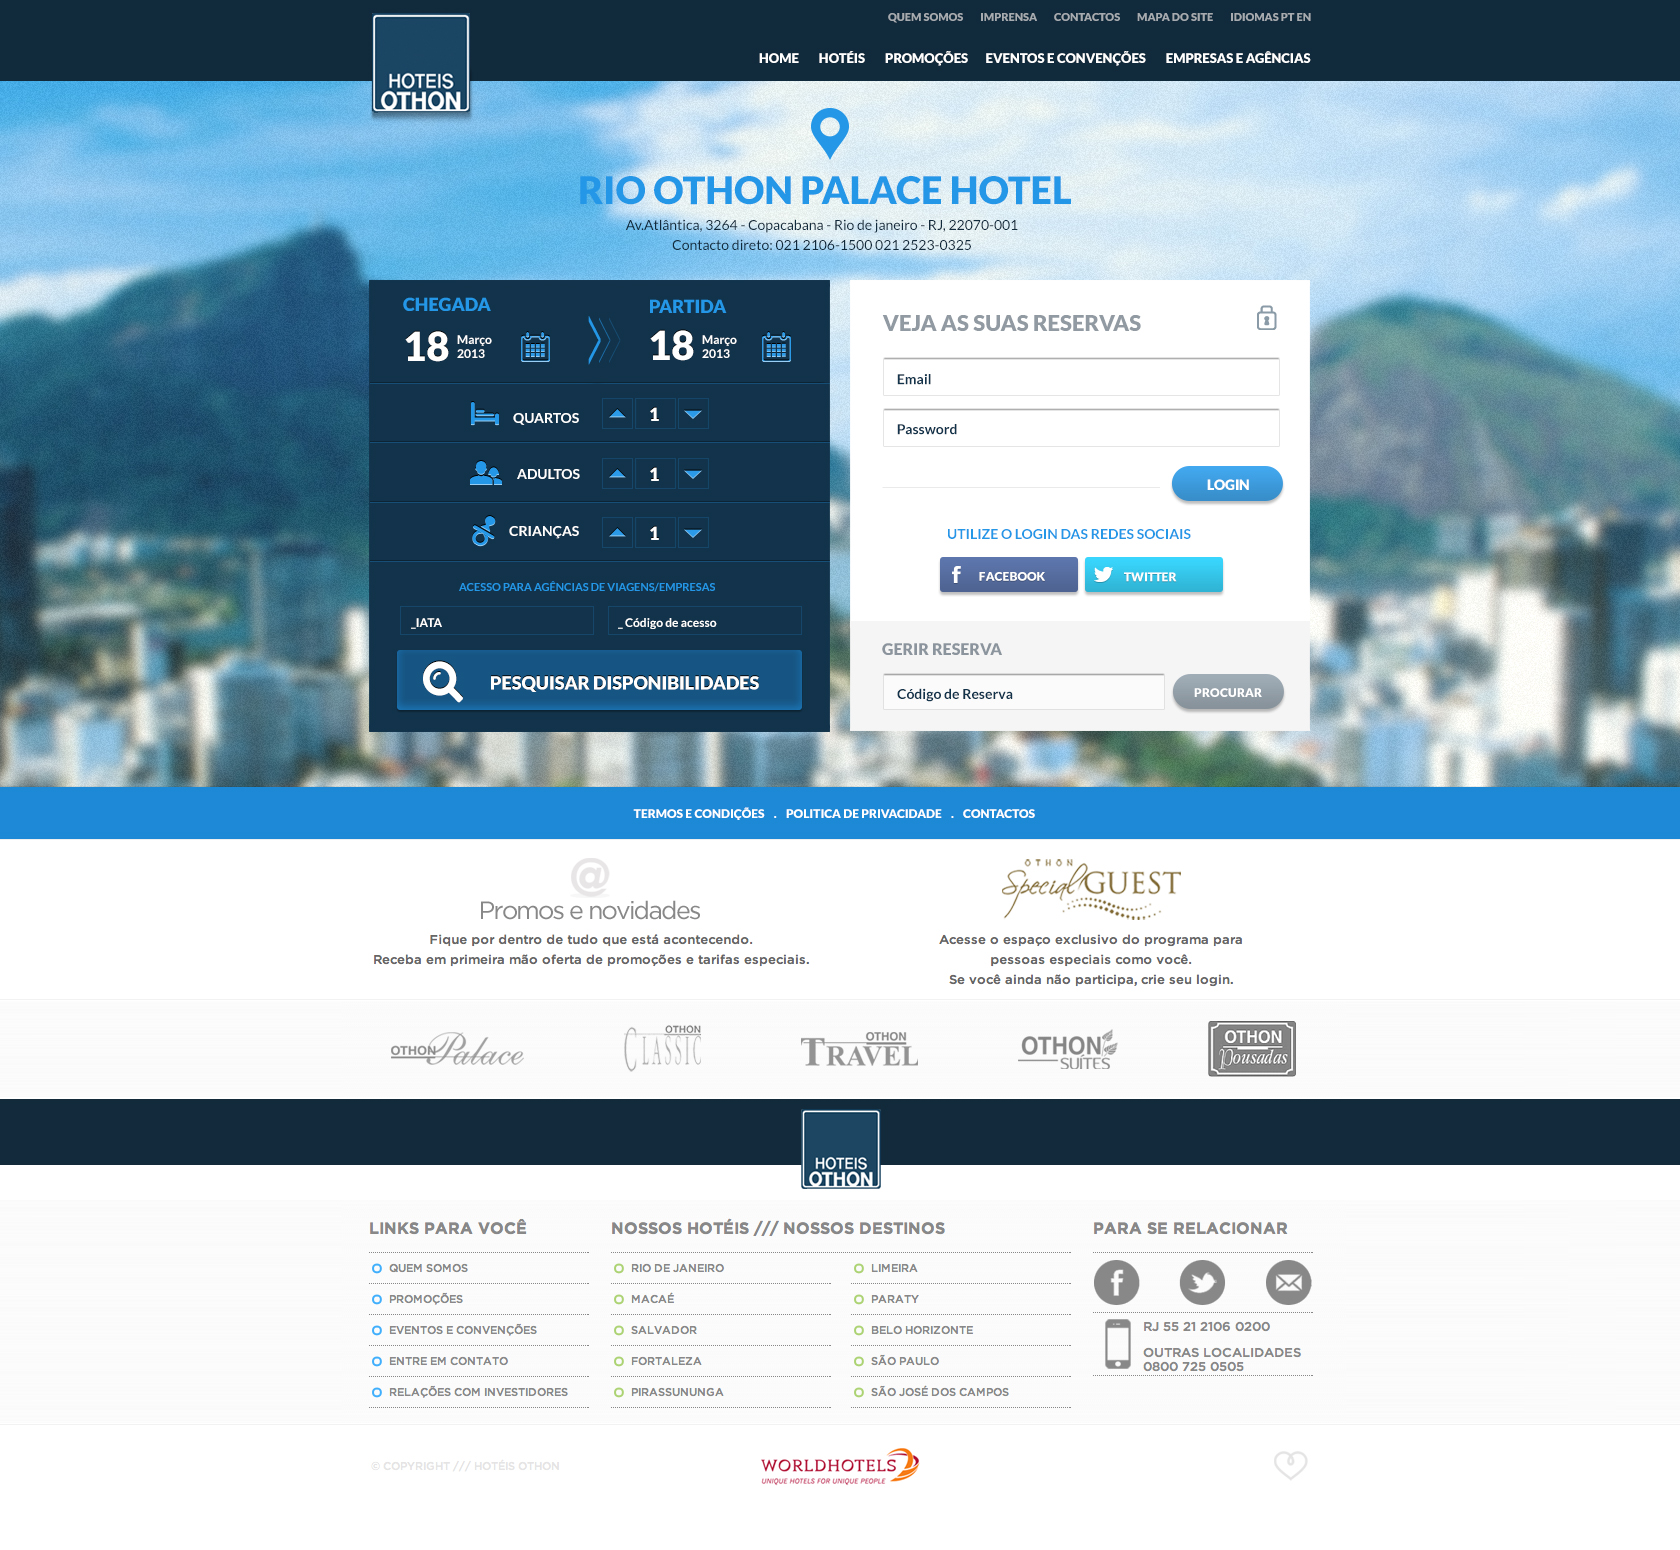 QUEM SOMOS IMPRENSA CONTACTOS MAPA DO SITE IDIOMAS PT EN
HOTEIS
OTHON
HOME HOTÉIS PROMOÇÕES EVENTOS E CONVENÇÕES EMPRESAS E AGÊNCIAS
RIO OTHON PALACE HOTEL
Av.Atlântica, 3264 - Copacabana - Rio de janeiro - RJ, 22070-001
Contacto direto: 021 2106-1500 021 2523-0325
CHEGADA
18 Março
2013
PARTIDA
18 Março
2013
QUARTOS 1
ADULTOS 1
CRIANÇAS 1
ACESSO PARA AGÊNCIAS DE VIAGENS/EMPRESAS
_IATA
_ Código de acesso
PESQUISAR DISPONIBILIDADES
VEJA AS SUAS RESERVAS
Email
Password
LOGIN
UTILIZE O LOGIN DAS REDES SOCIAIS
FACEBOOK
TWITTER
GERIR RESERVA
Código de Reserva
PROCURAR
TERMOS E CONDIÇÕES . POLITICA DE PRIVACIDADE . CONTACTOS
@
Promos e novidades
Fique por dentro de tudo que está acontecendo.
Receba em primeira mão oferta de promoções e tarifas especiais.
OTHON
Special GUEST
Acesse o espaço exclusivo do programa para
pessoas especiais como você.
Se você ainda não participa, crie seu login.
OTHON Palace
OTHON
CLASSIC
OTHON
TRAVEL
OTHON
SUITES
OTHON
Pousadas
HOTEIS
OTHON
LINKS PARA VOCÊ
QUEM SOMOS
PROMOÇÕES
EVENTOS E CONVENÇÕES
ENTRE EM CONTATO
RELAÇÕES COM INVESTIDORES
NOSSOS HOTÉIS /// NOSSOS DESTINOS
RIO DE JANEIRO
MACAÉ
SALVADOR
FORTALEZA
PIRASSUNUNGA
LIMEIRA
PARATY
BELO HORIZONTE
SÃO PAULO
SÃO JOSÉ DOS CAMPOS
PARA SE RELACIONAR
RJ 55 21 2106 0200
OUTRAS LOCALIDADES
0800 725 0505
© COPYRIGHT /// HOTÉIS OTHON
WORLDHOTELS
UNIQUE HOTELS FOR UNIQUE PEOPLE